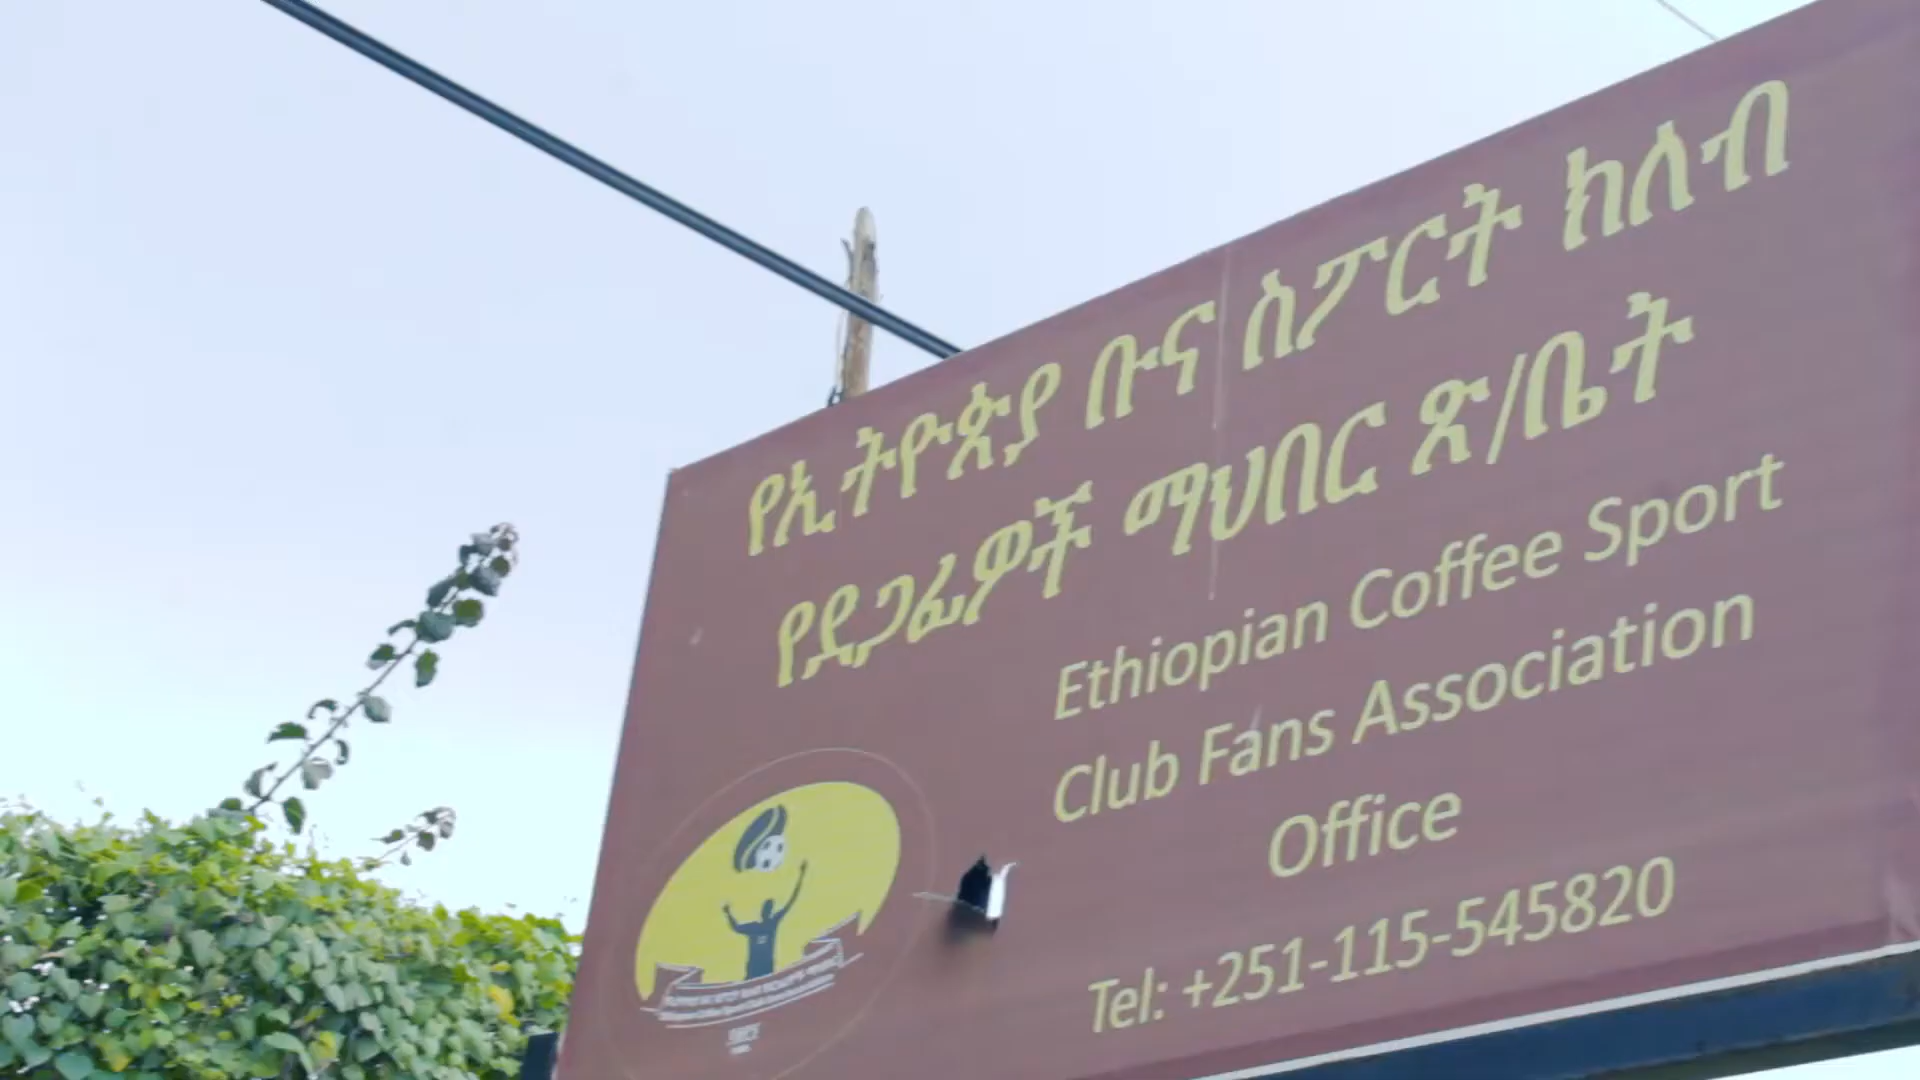 የኢትዮጵያ ቡና ስፖርት ክለብ
የደጋፊዎች ማህበር ጽ/ቤት
Ethiopian Coffee Sport
Club Fans Association
Office
Tel: +251-115-545820